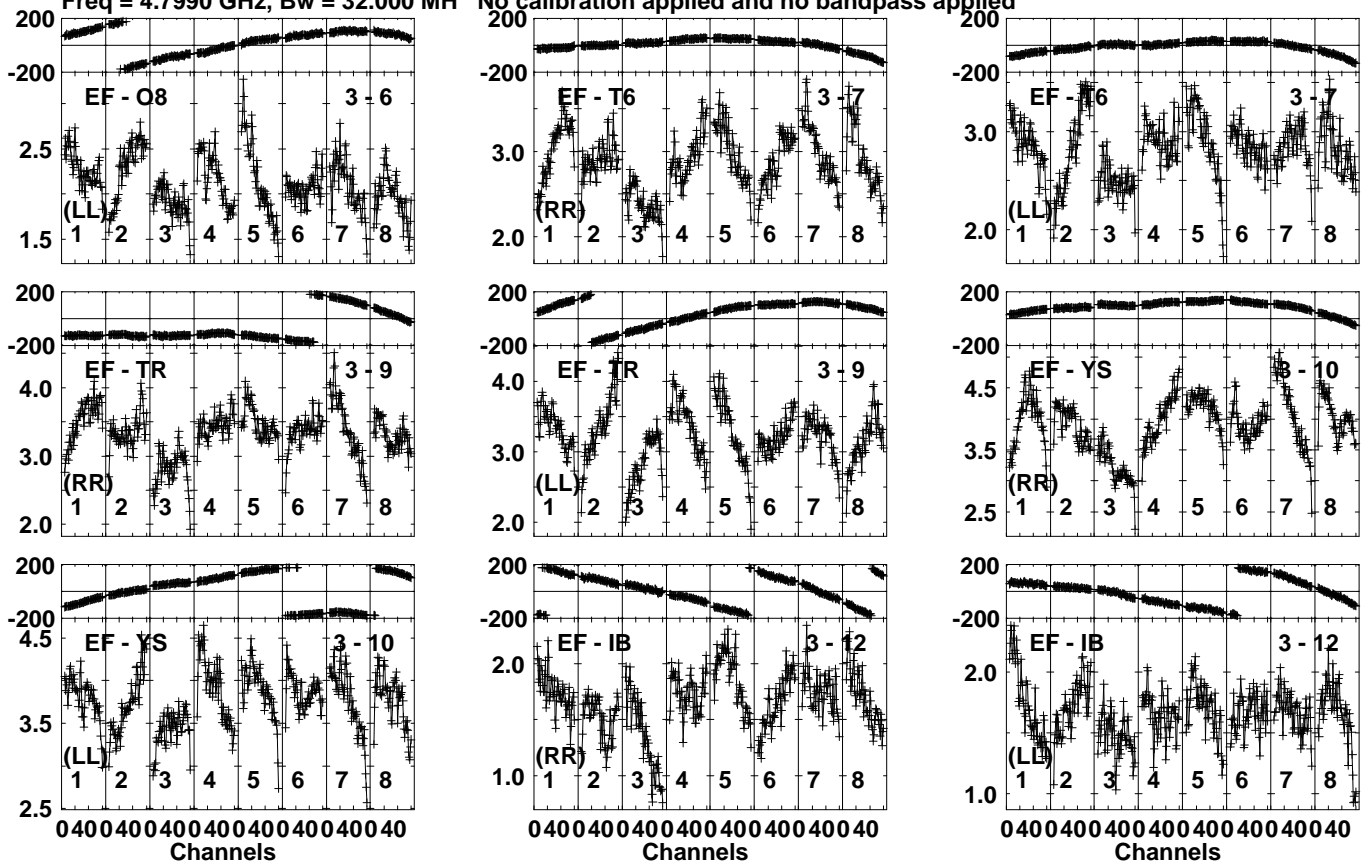 Freq = 4.7990 GHz, Bw = 32.000 MH No calibration applied and no bandpass applied
200
-200
EF - O8 3 - 6
2.5
1.5
(LL)
1 2 3 4 5 6 7 8
EF - T6 3 - 7
3.0
2.0
(RR)
1 2 3 4 5 6 7 8
200
-200
EF - T6 3 - 7
3.0
2.0
(LL)
1 2 3 4 5 6 7 8
200
-200
200
-200
EF - TR 3 - 9
4.0
3.0
2.0
(RR)
1 2 3 4 5 6 7 8
200
-200
EF - TR 3 - 9
4.0
3.0
2.0
(LL)
1 2 3 4 5 6 7 8
200
-200
EF - YS 3 - 10
4.5
3.5
2.5
(RR)
1 2 3 4 5 6 7 8
200
-200
EF - YS 3 - 10
4.5
3.5
2.5
(LL)
1 2 3 4 5 6 7 8
200
-200
EF - IB 3 - 12
2.0
1.0
(RR)
1 2 3 4 5 6 7 8
200
-200
EF - IB 3 - 12
2.0
1.0
(LL)
1 2 3 4 5 6 7 8
0 40 0 40 0 40 0 40 0 40 0 40 0 40 0 40
Channels
0 40 0 40 0 40 0 40 0 40 0 40 0 40 0 40
Channels
0 40 0 40 0 40 0 40 0 40 0 40 0 40 0 40
Channels